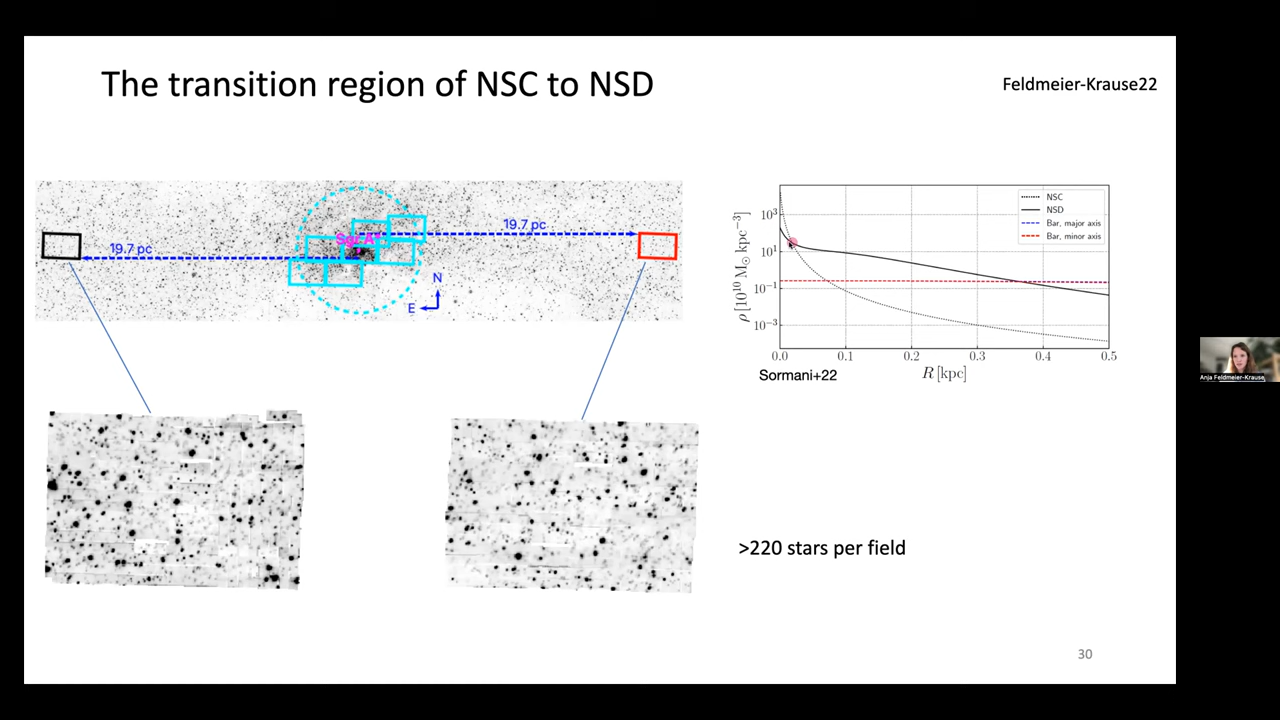 The transition region of NSC to NSD
Feldmeier-Krause22
19.7 pc
19.7 pc
Sgr A*
N
E
NSC
NSD
Bar, major axis
Bar, minor axis
10³
10¹
10⁻¹
10⁻³
ρ [10¹⁰ M⊙ kpc⁻³]
0.0 0.1 0.2 0.3 0.4 0.5
R [kpc]
Sormani+22
>220 stars per field
30
Anja Feldmeier-Krause